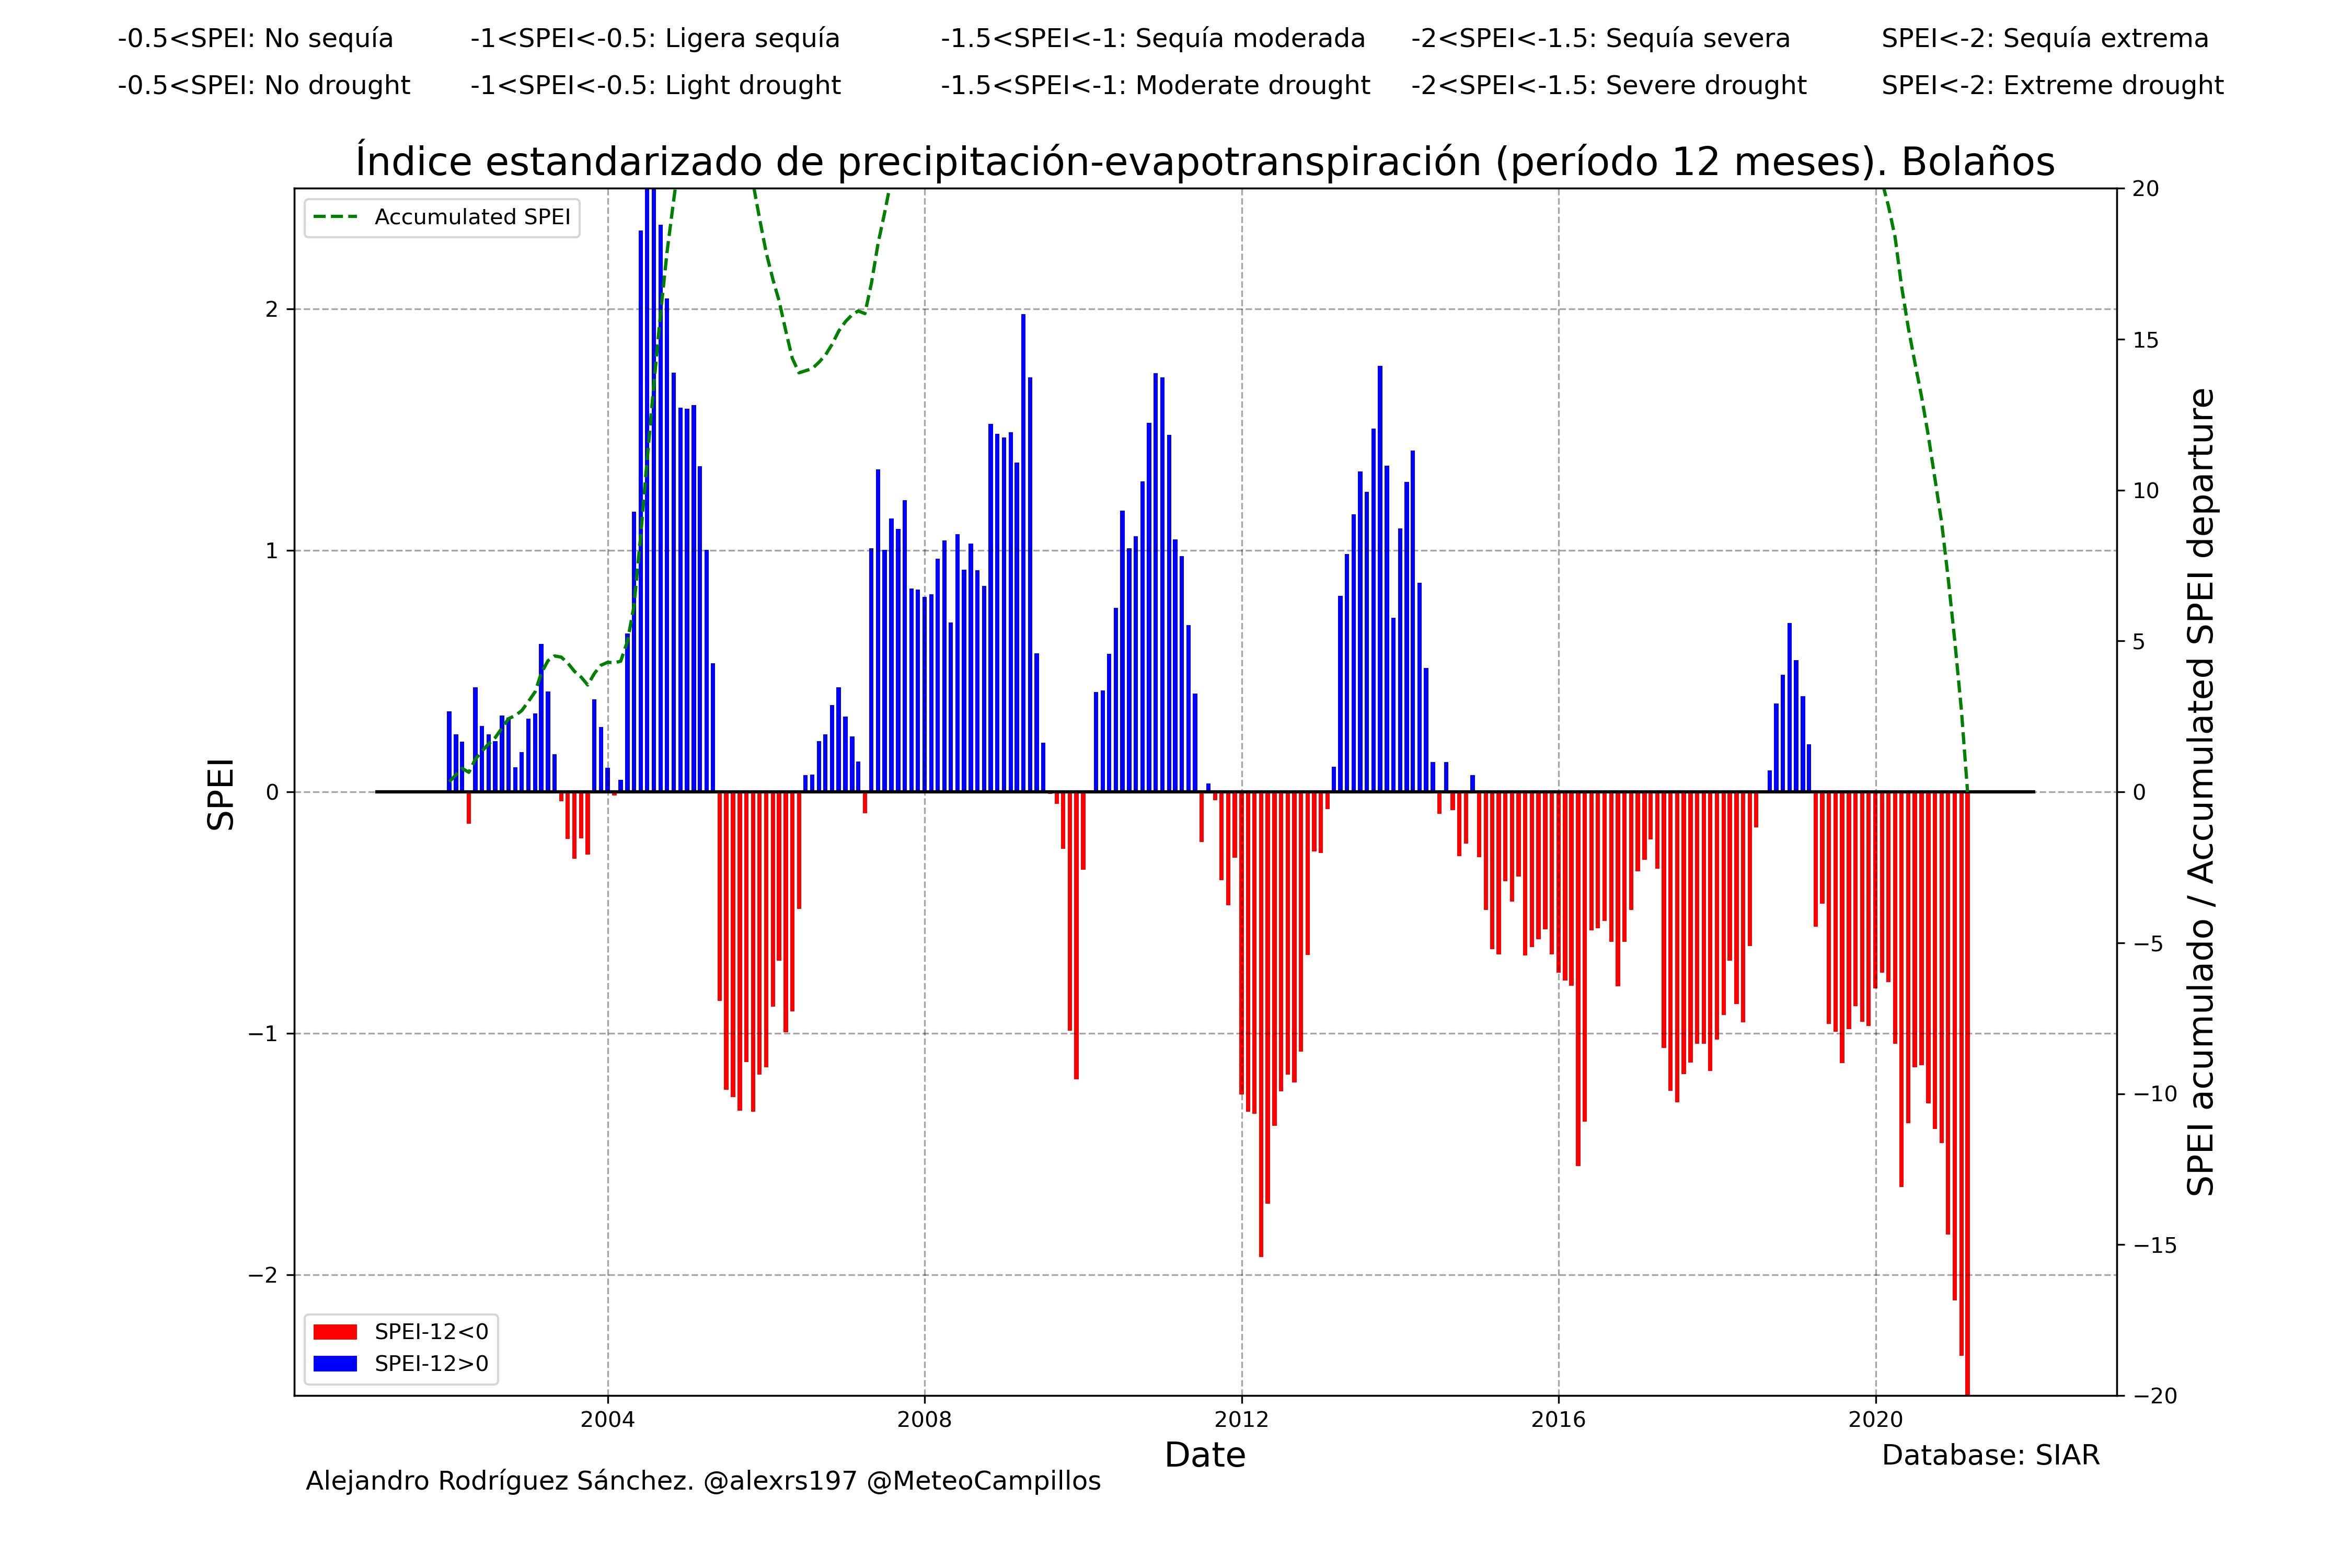 -0.5<SPEI: No sequía -1<SPEI<-0.5: Ligera sequía -1.5<SPEI<-1: Sequía moderada -2<SPEI<-1.5: Sequía severa SPEI<-2: Sequía extrema
-0.5<SPEI: No drought -1<SPEI<-0.5: Light drought -1.5<SPEI<-1: Moderate drought -2<SPEI<-1.5: Severe drought SPEI<-2: Extreme drought
Índice estandarizado de precipitación-evapotranspiración (período 12 meses). Bolaños
Accumulated SPEI
SPEI
2
1
0
−1
−2
20
15
10
5
0
−5
−10
−15
−20
SPEI acumulado / Accumulated SPEI departure
SPEI-12<0
SPEI-12>0
2004 2008 2012 2016 2020
Date
Database: SIAR
Alejandro Rodríguez Sánchez. @alexrs197 @MeteoCampillos